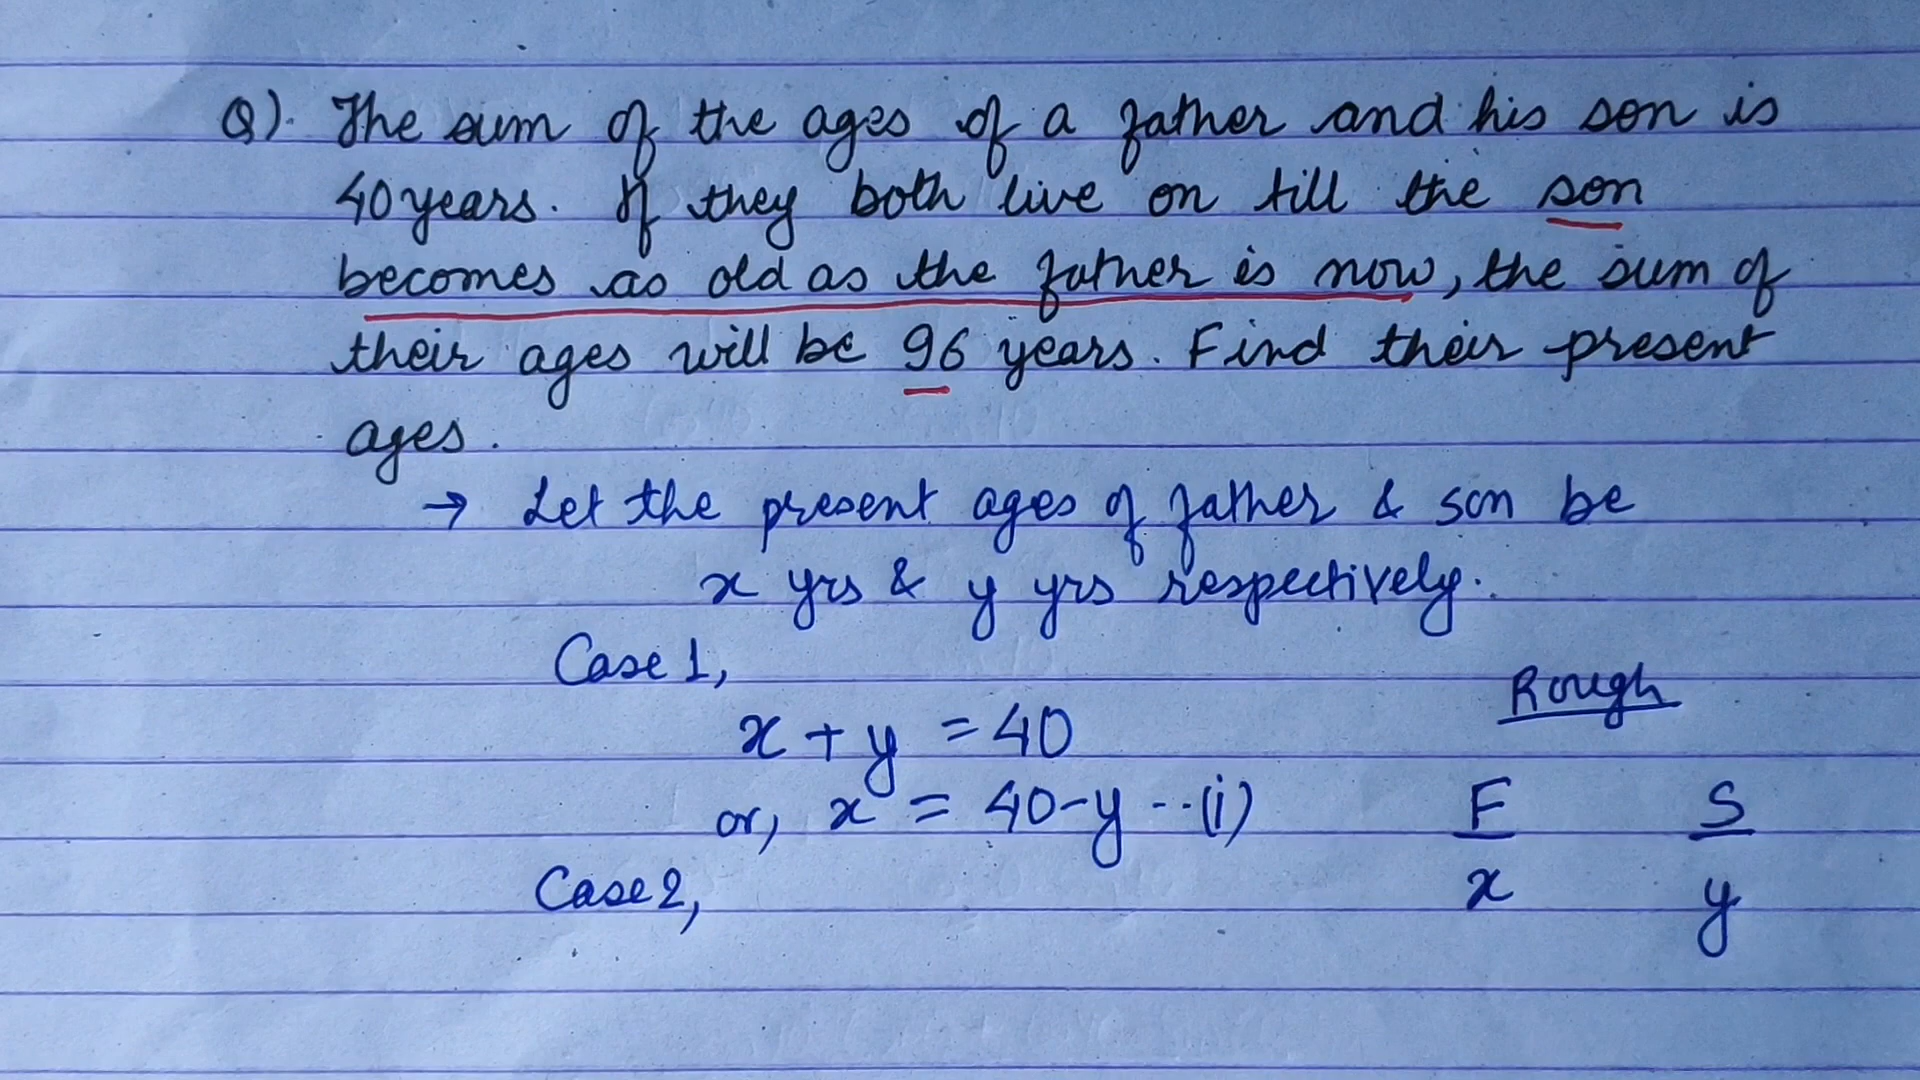 Q). The sum of the ages of a father and his son is
40 years. If they both live on till the son
becomes as old as the father is now, the sum of
their ages will be 96 years. Find their present
ages.
→ Let the present ages of father & son be
x yrs & y yrs respectively.
Case 1,
x + y = 40
or, x = 40-y --(i)
Case 2,
Rough
F S
x y